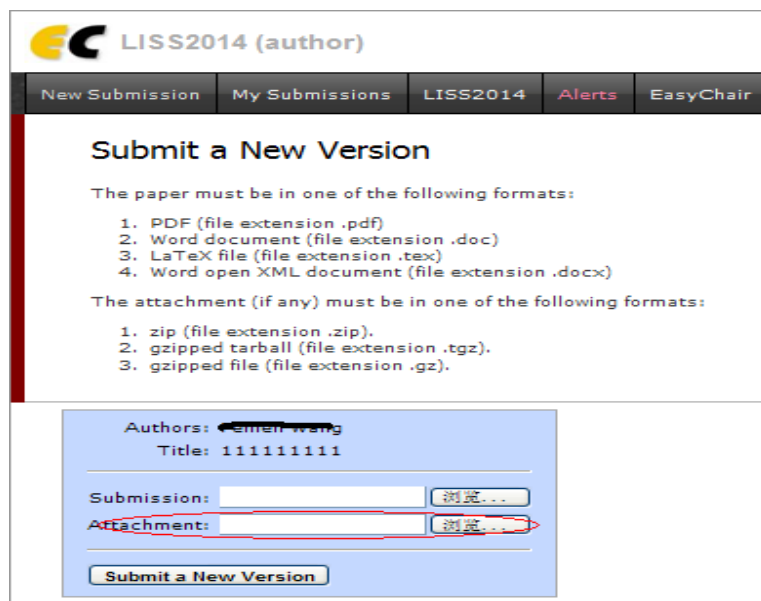 EC LISS2014 (author)
New Submission My Submissions LISS2014 Alerts EasyChair
Submit a New Version
The paper must be in one of the following formats:
1. PDF (file extension .pdf)
2. Word document (file extension .doc)
3. LaTeX file (file extension .tex)
4. Word open XML document (file extension .docx)
The attachment (if any) must be in one of the following formats:
1. zip (file extension .zip).
2. gzipped tarball (file extension .tgz).
3. gzipped file (file extension .gz).
Authors:
Title: 111111111
Submission: 浏览...
Attachment: 浏览...
Submit a New Version